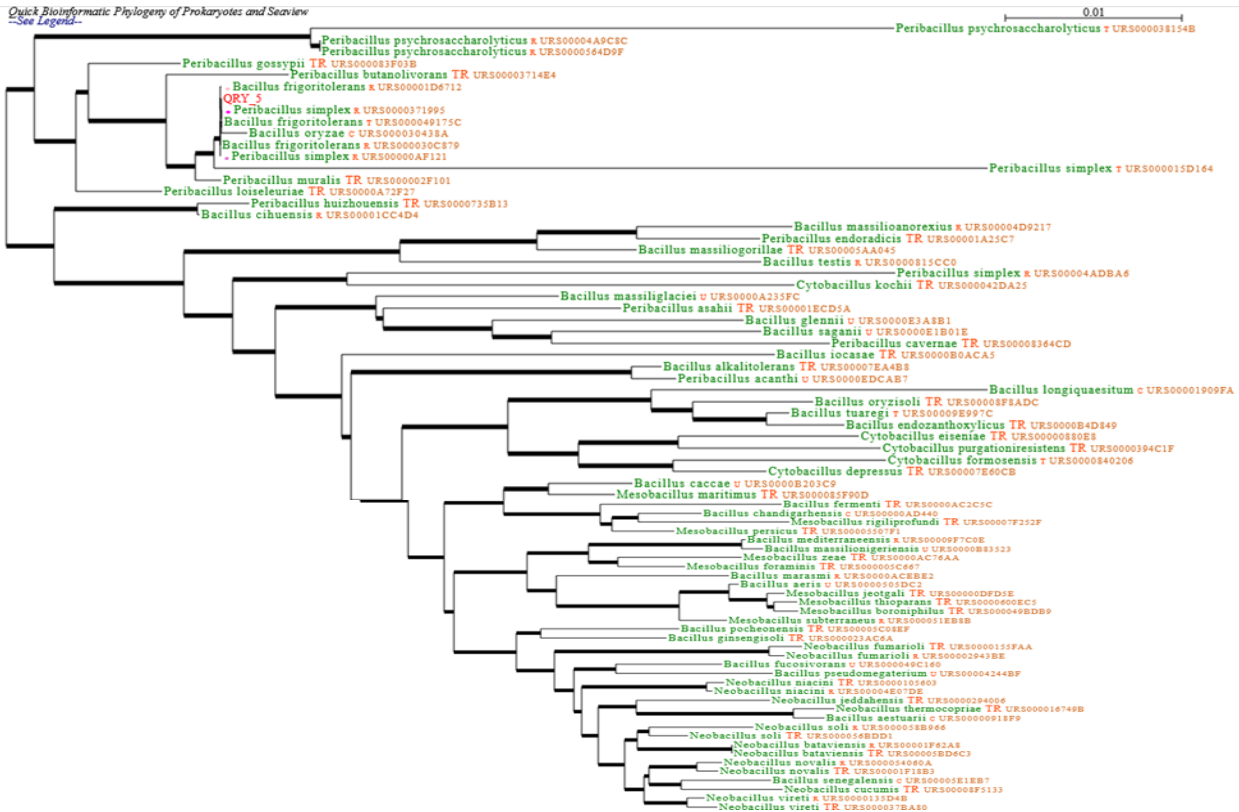 Quick Bioinformatic Phylogeny of Prokaryotes and Seaview
--See Legend--
0.01
Peribacillus psychrosaccharolyticus T URS000038154B
Peribacillus psychrosaccharolyticus R URS00004A9C8C
Peribacillus psychrosaccharolyticus R URS0000564D9F
Peribacillus gossypii TR URS000083F03B
Peribacillus butanolivorans TR URS00003714E4
Bacillus frigoritolerans R URS00001D6712
QRY_5
Peribacillus simplex R URS0000371995
Bacillus frigoritolerans T URS000049175C
Bacillus oryzae C URS000030438A
Bacillus frigoritolerans R URS000030C879
Peribacillus simplex R URS00000AF121
Peribacillus simplex T URS000015D164
Peribacillus muralis TR URS000002F101
Peribacillus loiseleuriae TR URS0000A72F27
Peribacillus huizhouensis TR URS0000735B13
Bacillus cihuensis R URS00001CC4D4
Bacillus massilioanorexius R URS00004D9217
Peribacillus endoradicis TR URS00001A25C7
Bacillus massiliogorillae TR URS00005AA045
Bacillus testis R URS0000815CC0
Peribacillus simplex R URS00004ADBA6
Cytobacillus kochii TR URS000042DA25
Bacillus massiliglaciei U URS0000A235FC
Peribacillus asahii TR URS00001ECD5A
Bacillus glennii U URS0000E3A8B1
Bacillus saganii U URS0000E1B01E
Peribacillus cavernae TR URS00008364CD
Bacillus iocasae TR URS0000B0ACA5
Bacillus alkalitolerans TR URS00007EA4B8
Peribacillus acanthi U URS0000EDCAB7
Bacillus longiquaesitum C URS00001909FA
Bacillus oryzisoli TR URS00008F8ADC
Bacillus tuaregi T URS00009E997C
Bacillus endozanthoxylicus TR URS0000B4D849
Cytobacillus eiseniae TR URS00000880E8
Cytobacillus purgationiresistens TR URS0000394C1F
Cytobacillus formosensis T URS0000840206
Cytobacillus depressus TR URS00007E60CB
Bacillus caccae U URS0000B203C9
Mesobacillus maritimus TR URS000085F90D
Bacillus fermenti TR URS0000AC2C5C
Bacillus chandigarhensis C URS00000AD440
Mesobacillus rigiliprofundi TR URS00007F252F
Mesobacillus persicus TR URS00005507F1
Bacillus mediterraneensis R URS00009F7C0E
Bacillus massilionigeriensis U URS0000B83523
Mesobacillus zeae TR URS0000AC76AA
Mesobacillus foraminis TR URS000005C667
Bacillus marasmi R URS0000ACEBE2
Bacillus aeris U URS0000505DC2
Mesobacillus jeotgali TR URS00000DFD5E
Mesobacillus thioparans TR URS0000600EC5
Mesobacillus boroniphilus TR URS000049BDB9
Mesobacillus subterraneus R URS000051EB8B
Bacillus pocheonensis TR URS00005C08EF
Bacillus ginsengisoli TR URS000023AC6A
Neobacillus fumarioli TR URS0000155FAA
Neobacillus fumarioli R URS00002943BE
Bacillus fucosivorans U URS000049C160
Bacillus pseudomegaterium U URS00004244BF
Neobacillus niacini TR URS0000105603
Neobacillus niacini R URS00004E07DE
Neobacillus jeddahensis TR URS0000294006
Neobacillus thermocopriae TR URS000016749B
Bacillus aestuarii C URS00000918F9
Neobacillus soli R URS000058B966
Neobacillus soli TR URS000056BDD1
Neobacillus bataviensis R URS00001F62A8
Neobacillus bataviensis TR URS00005BD6C3
Neobacillus novalis R URS000054060A
Neobacillus novalis TR URS00001F18B3
Bacillus senegalensis C URS00005E1EB7
Neobacillus cucumis TR URS00008F5133
Neobacillus vireti R URS0000135D4B
Neobacillus vireti TR URS000037BA80